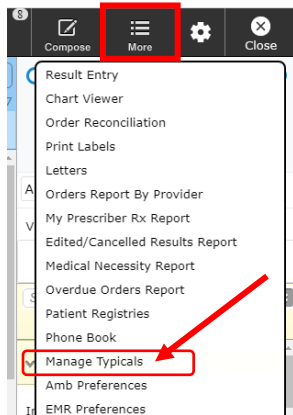 8
Compose
More
Close
Result Entry
Chart Viewer
Order Reconciliation
Print Labels
Letters
Orders Report By Provider
My Prescriber Rx Report
Edited/Cancelled Results Report
Medical Necessity Report
Overdue Orders Report
Patient Registries
Phone Book
Manage Typicals
Amb Preferences
EMR Preferences